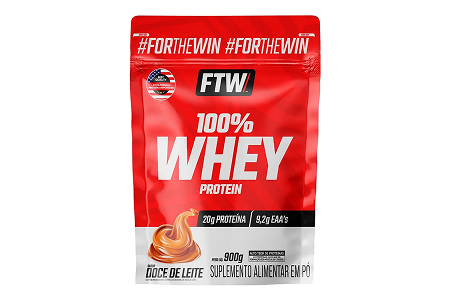 #FORTHEWIN #FORTHEWIN
FTW
100%
WHEY
PROTEIN
20g PROTEÍNA 9,2g EAA's
DOCE DE LEITE
900g
SUPLEMENTO ALIMENTAR EM PÓ